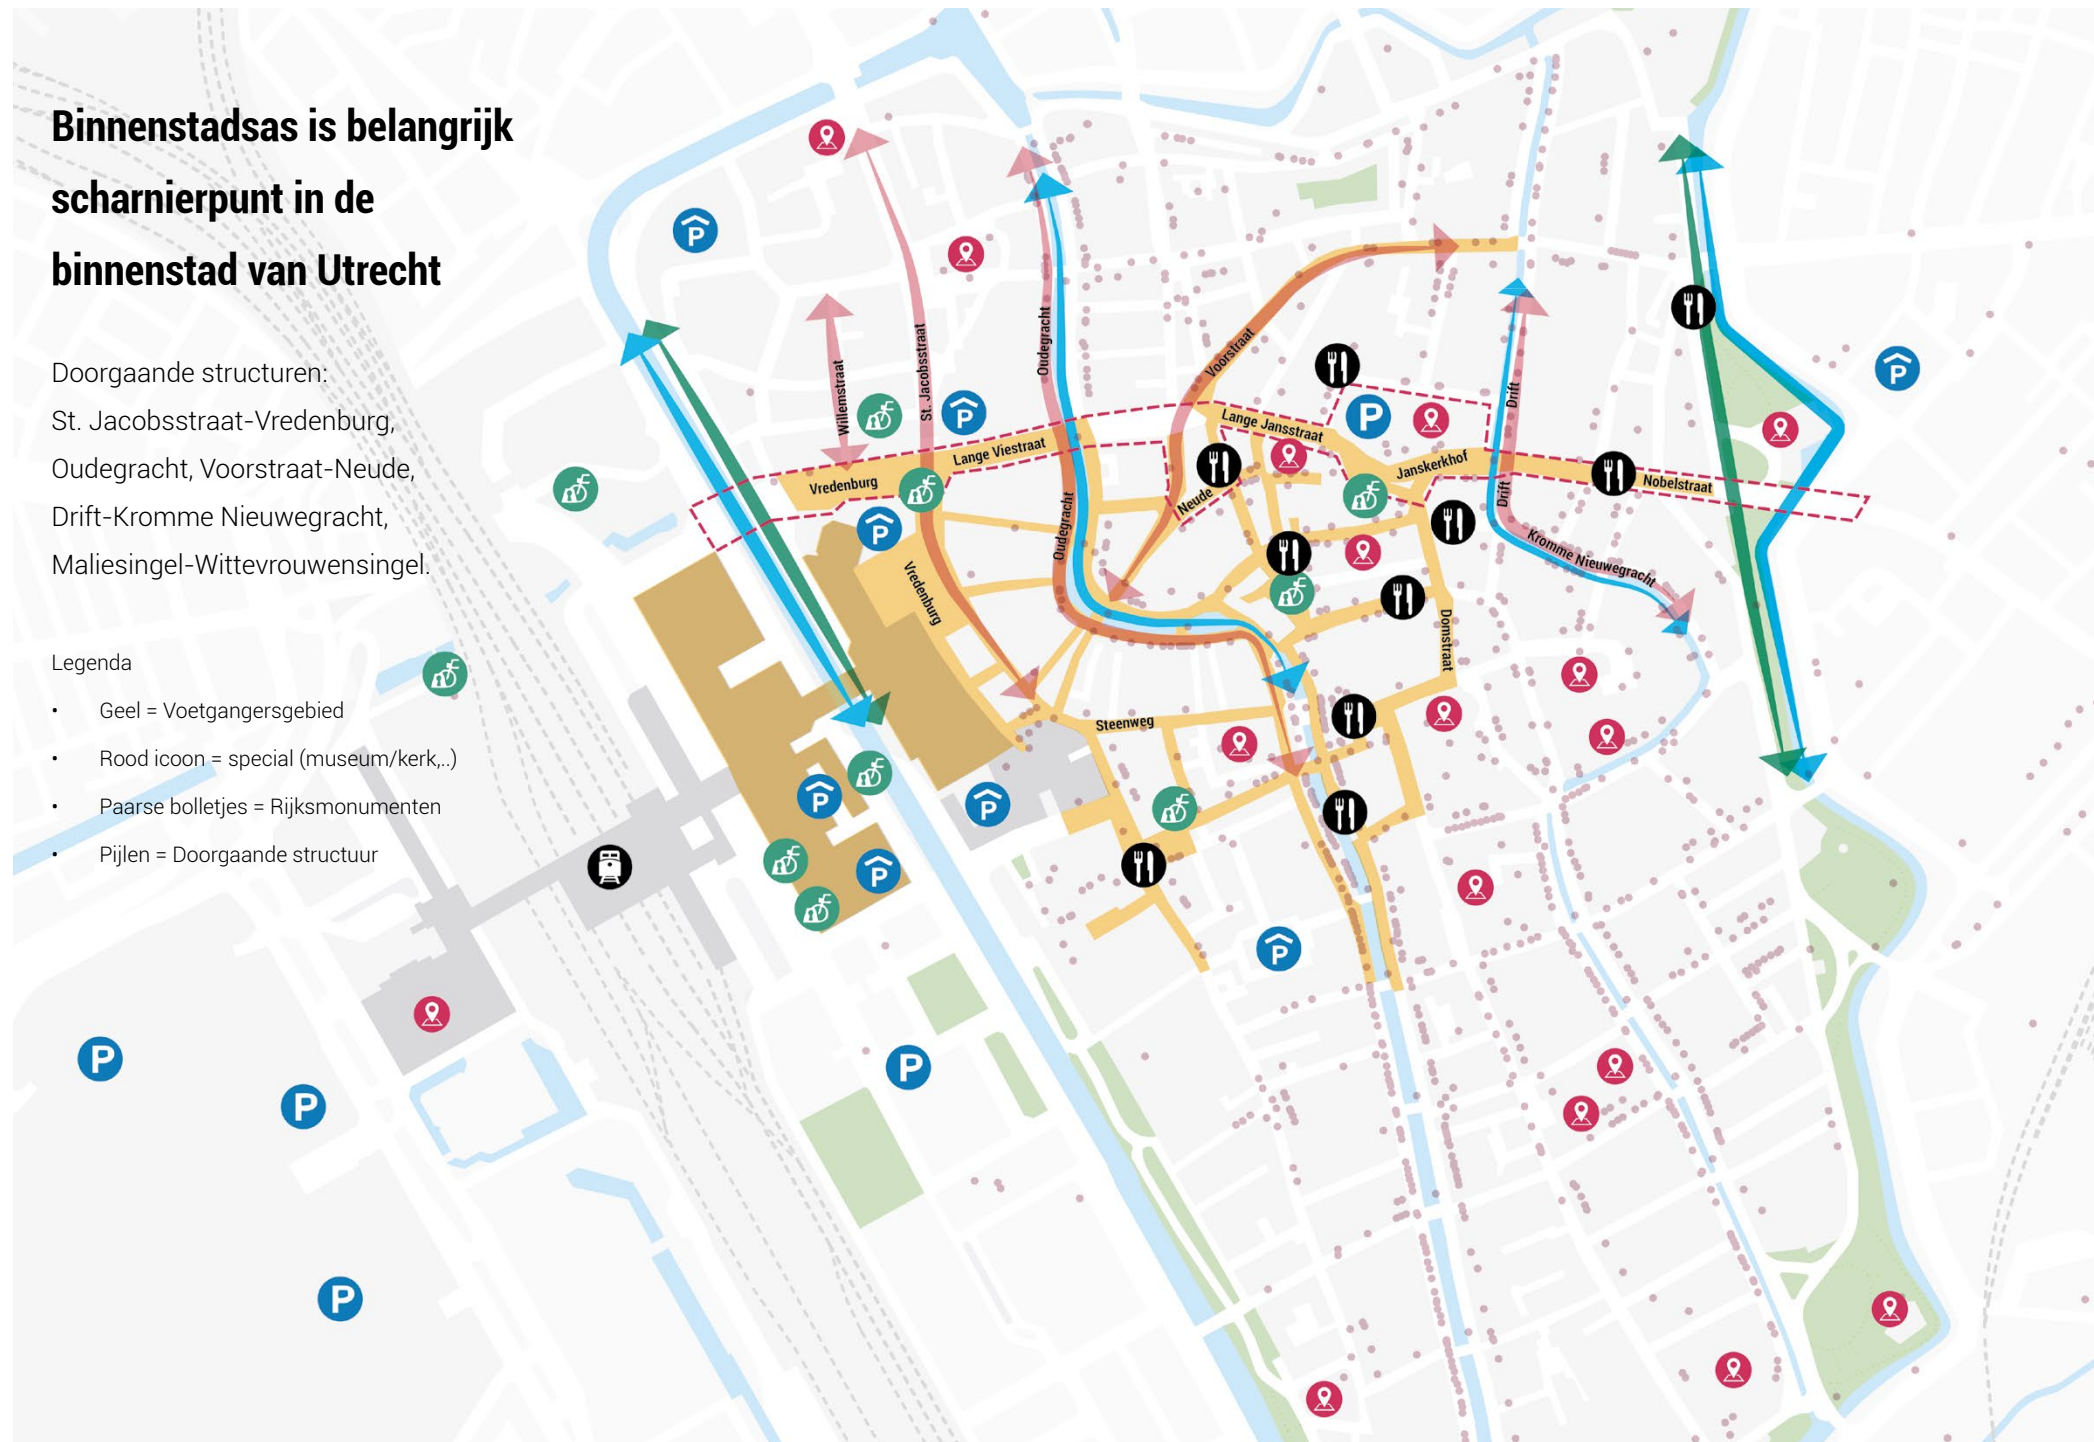 Binnenstadsas is belangrijk
scharnierpunt in de
binnenstad van Utrecht
Doorgaande structuren:
St. Jacobsstraat-Vredenburg,
Oudegracht, Voorstraat-Neude,
Drift-Kromme Nieuwegracht,
Maliesingel-Wittevrouwensingel.
Legenda
• Geel = Voetgangersgebied
• Rood icoon = special (museum/kerk,..)
• Paarse bolletjes = Rijksmonumenten
• Pijlen = Doorgaande structuur
Willemstraat
St. Jacobsstraat
Oudegracht
Voorstraat
Drift
Lange Jansstraat
Lange Viestraat
Vredenburg
Janskerkhof
Nobelstraat
Neude
Drift
Oudegracht
Kromme Nieuwegracht
Vredenburg
Domstraat
Steenweg
P
P
P
P
P
P
P
P
P
P
P
P
P